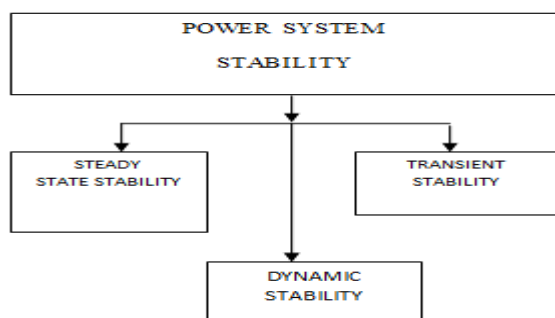 POWER SYSTEM
STABILITY
STEADY
STATE STABILITY
TRANSIENT
STABILITY
DYNAMIC
STABILITY